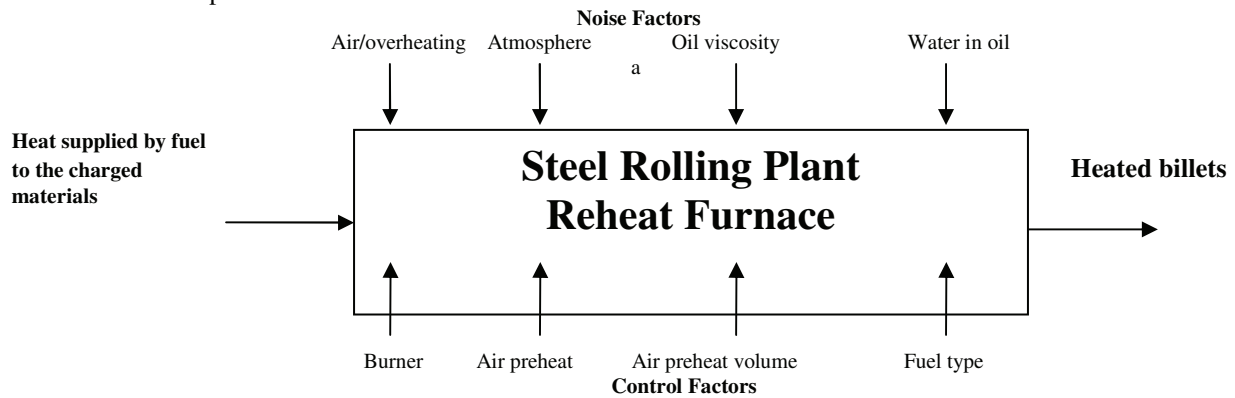 Noise Factors
Air/overheating Atmosphere Oil viscosity Water in oil
a
Heat supplied by fuel
to the charged
materials
Steel Rolling Plant
Reheat Furnace
Heated billets
Burner Air preheat Air preheat volume Fuel type
Control Factors